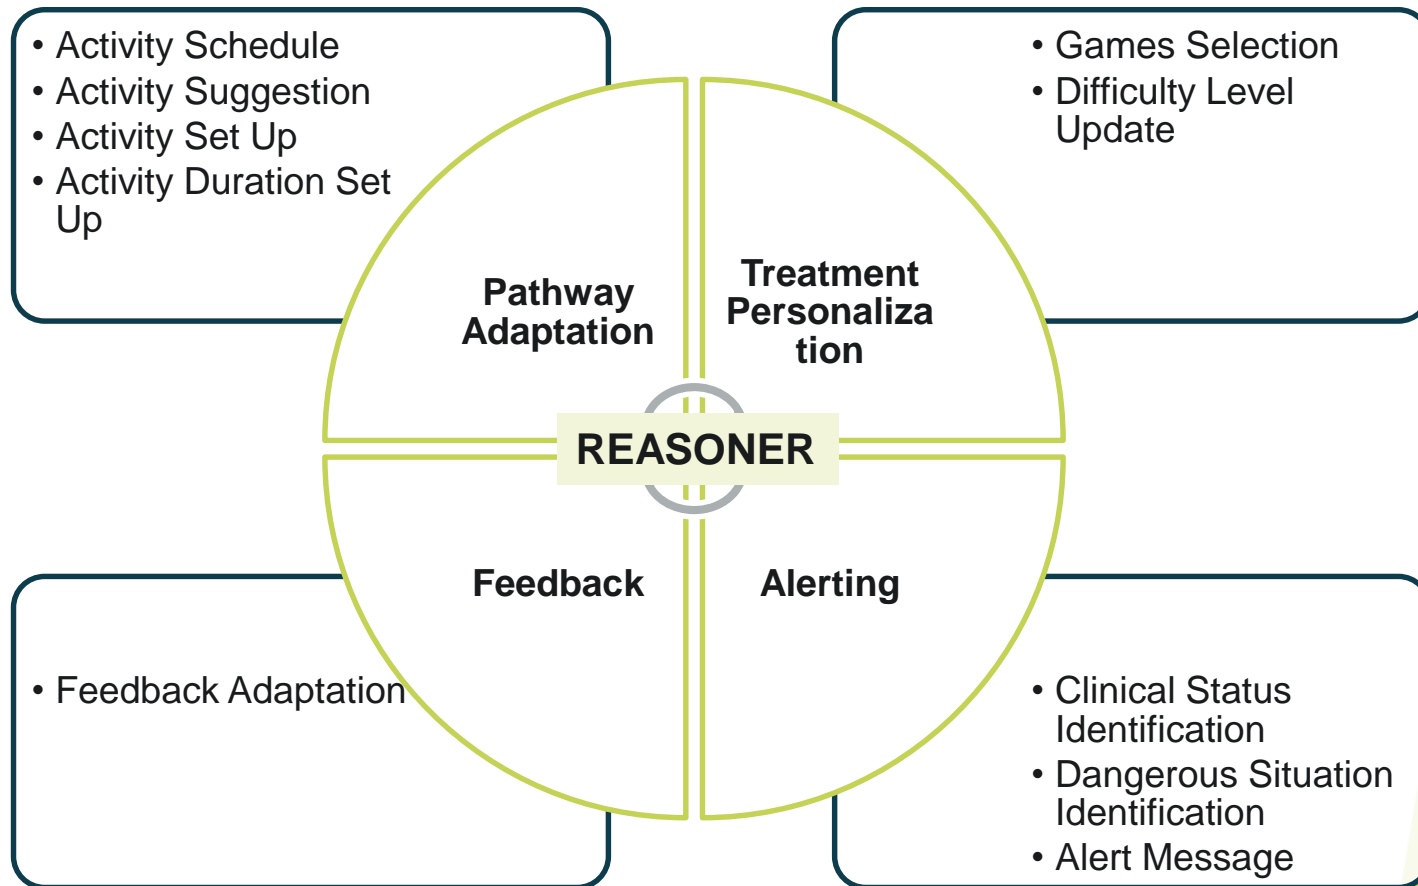 • Activity Schedule
• Activity Suggestion
• Activity Set Up
• Activity Duration Set
Up
• Games Selection
• Difficulty Level
Update
Pathway
Adaptation
Treatment
Personaliza
tion
REASONER
Feedback
Alerting
• Feedback Adaptation
• Clinical Status
Identification
• Dangerous Situation
Identification
• Alert Message